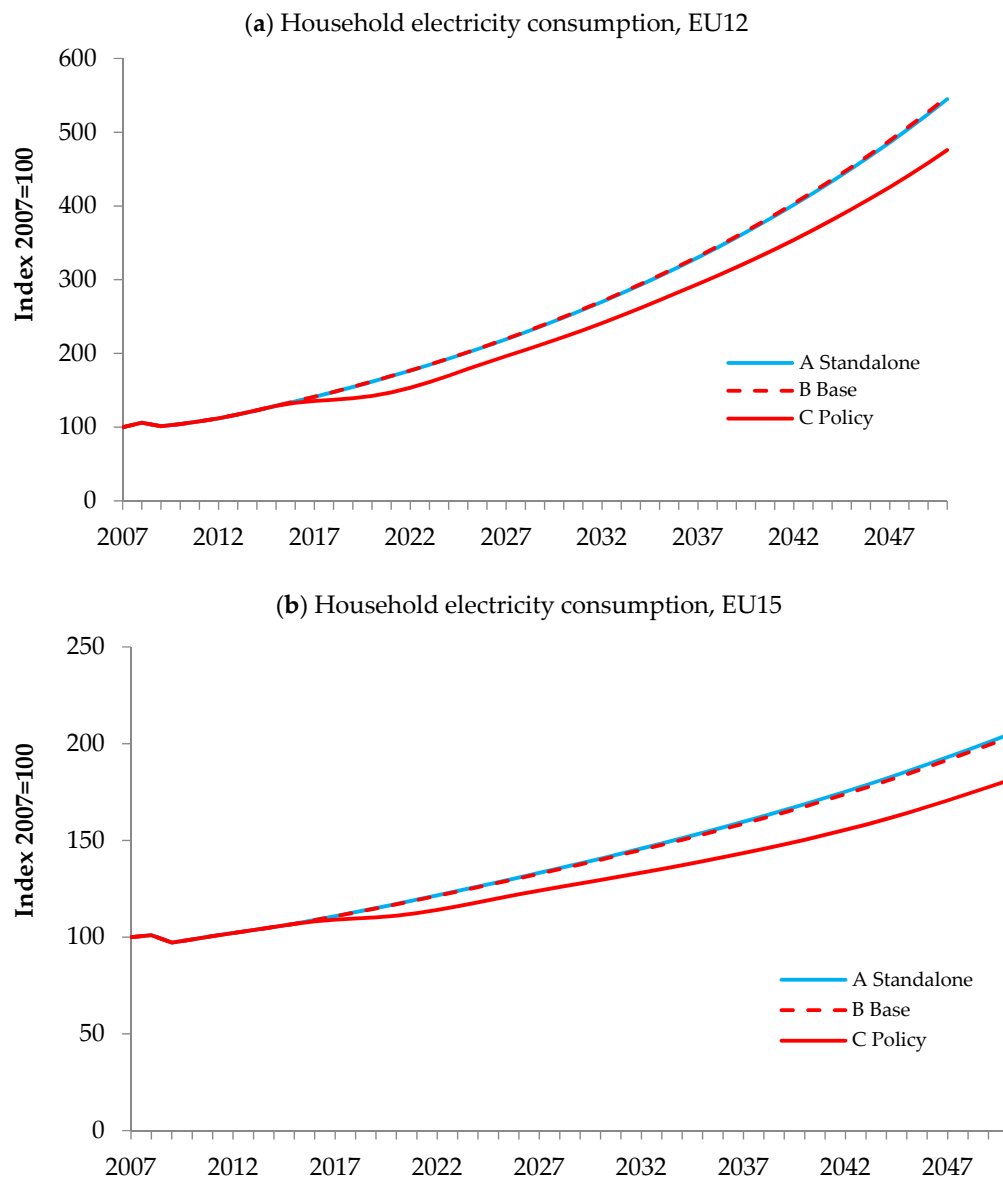 (a) Household electricity consumption, EU12
600
500
400
300
200
100
0
Index 2007=100
A Standalone
B Base
C Policy
2007 2012 2017 2022 2027 2032 2037 2042 2047
(b) Household electricity consumption, EU15
250
200
150
100
50
0
Index 2007=100
A Standalone
B Base
C Policy
2007 2012 2017 2022 2027 2032 2037 2042 2047